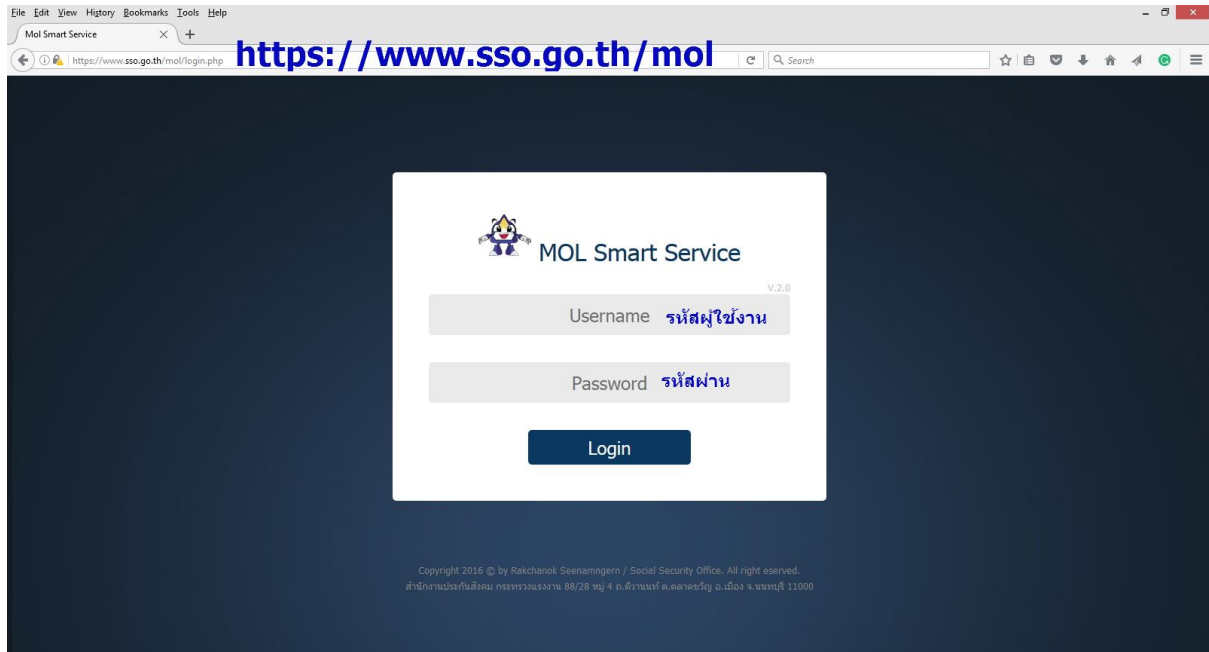 File Edit View History Bookmarks Tools Help
Mol Smart Service
https://www.sso.go.th/mol/login.php
https://www.sso.go.th/mol
Search
MOL Smart Service
V.2.0
Username รหัสผู้ใช้งาน
Password รหัสผ่าน
Login
Copyright 2016 © by Rakchanok Seenamngern / Social Security Office. All right eserved.
สำนักงานประกันสังคม กระทรวงแรงงาน 88/28 หมู่ 4 ถ.ติวานนท์ ต.ตลาดขวัญ อ.เมือง จ.นนทบุรี 11000